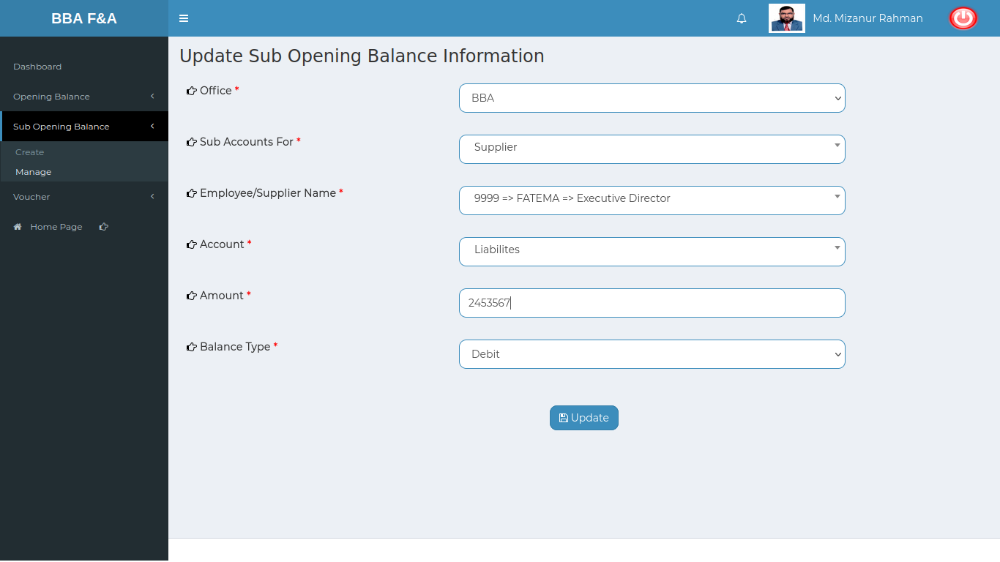 BBA F&A
Md. Mizanur Rahman
Dashboard
Opening Balance
Sub Opening Balance
Create
Manage
Voucher
Home Page
Update Sub Opening Balance Information
Office *
BBA
Sub Accounts For *
Supplier
Employee/Supplier Name *
9999 => FATEMA => Executive Director
Account *
Liabilites
Amount *
2453567
Balance Type *
Debit
Update